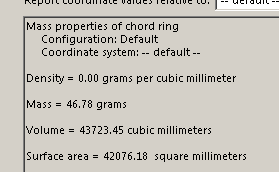 Report coordinate values relative to: -- default --
Mass properties of chord ring
Configuration: Default
Coordinate system: -- default --
Density = 0.00 grams per cubic millimeter
Mass = 46.78 grams
Volume = 43723.45 cubic millimeters
Surface area = 42076.18 square millimeters